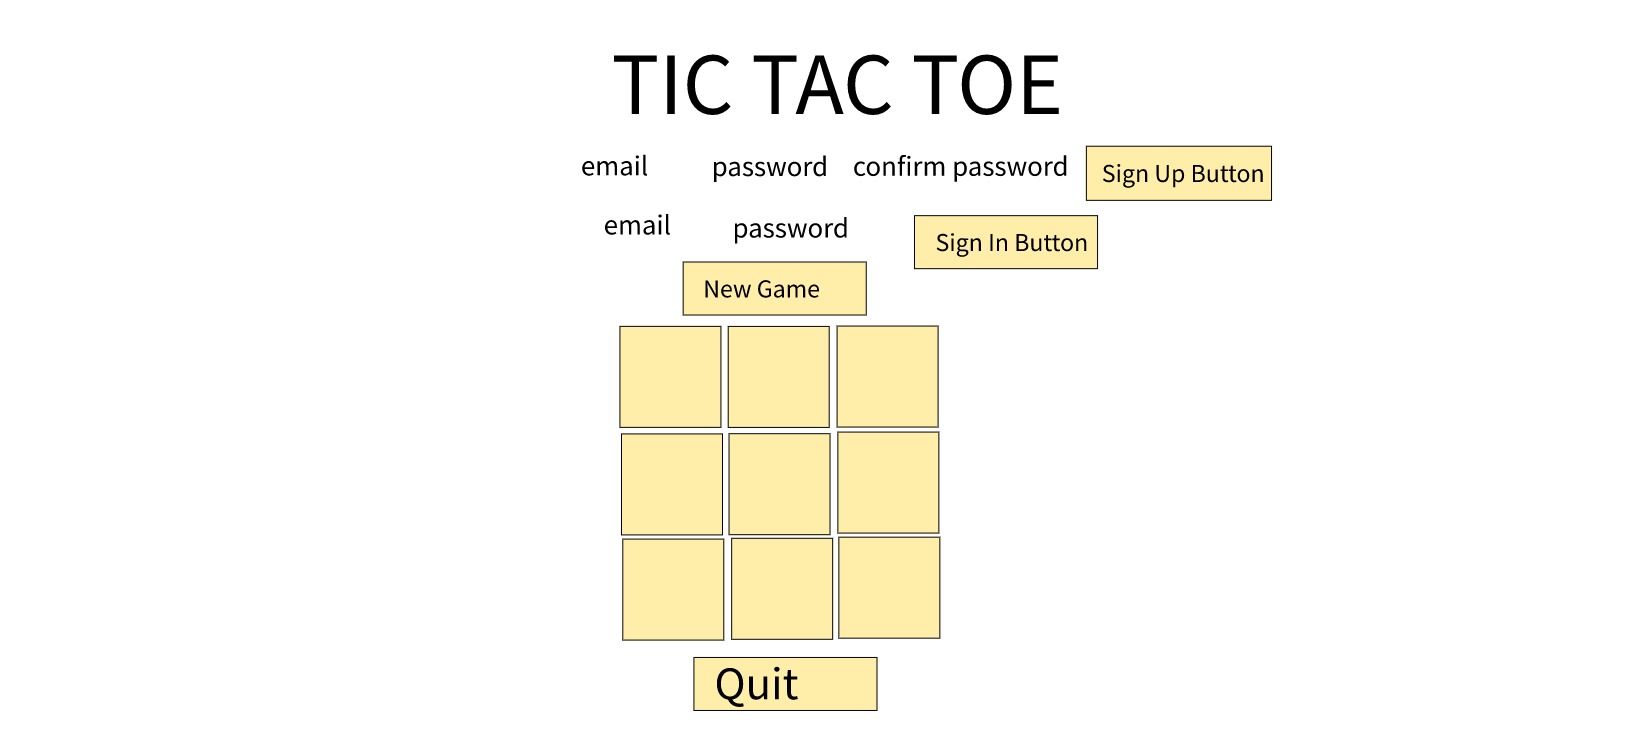 TIC TAC TOE
email password confirm password Sign Up Button
email password Sign In Button
New Game
Quit